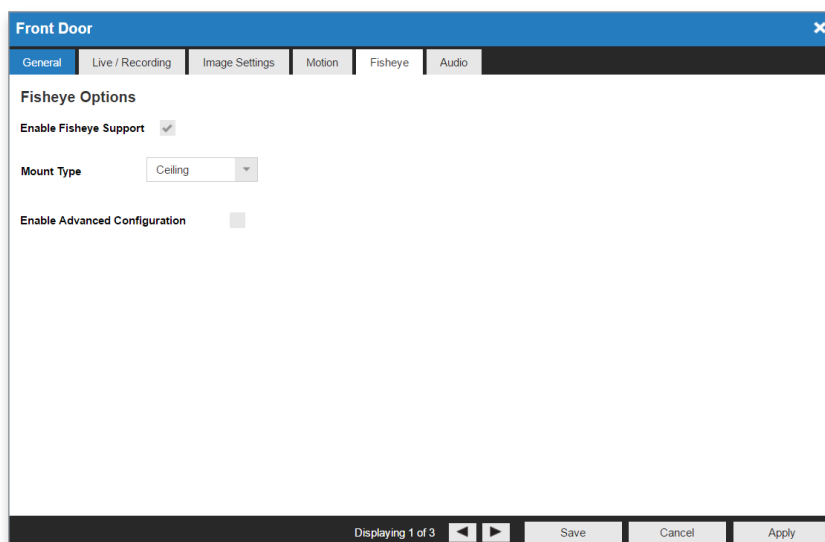 Front Door
General Live / Recording Image Settings Motion Fisheye Audio
Fisheye Options
Enable Fisheye Support
Mount Type Ceiling
Enable Advanced Configuration
Displaying 1 of 3 Save Cancel Apply